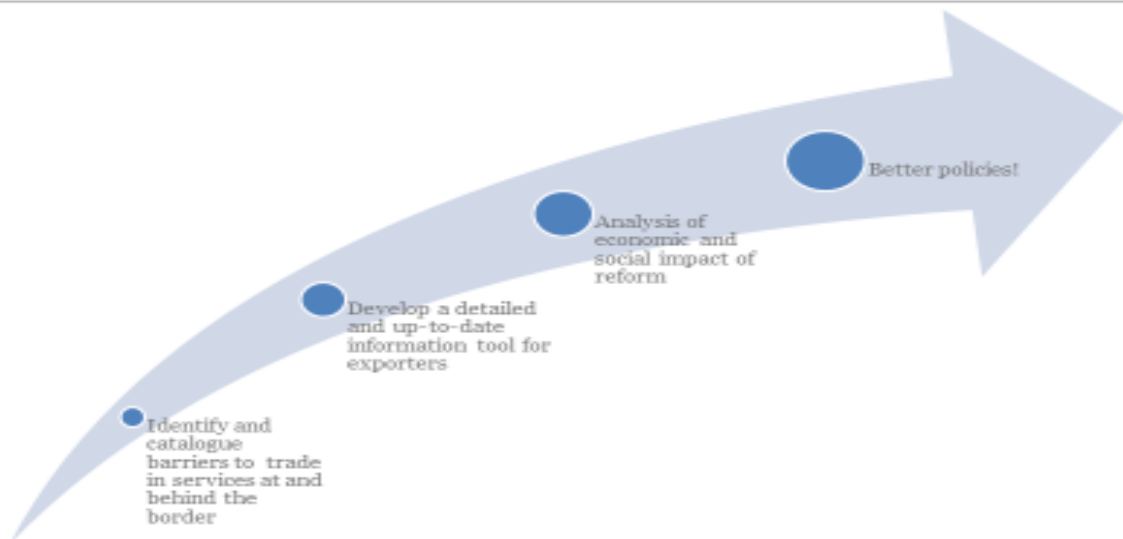 Better policies!
Analysis of
economic and
social impact of
reform
Develop a detailed
and up-to-date
information tool for
exporters
Identify and
catalogue
barriers to trade
in services at and
behind the
border